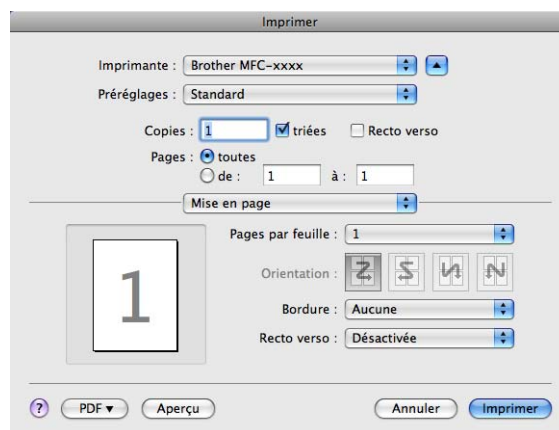 Imprimer
Imprimante : Brother MFC-xxxx
Préréglages : Standard
Copies : 1 triées Recto verso
Pages : toutes
de : 1 à : 1
Mise en page
Pages par feuille : 1
1
Orientation :
Bordure : Aucune
Recto verso : Désactivée
? PDF Aperçu Annuler Imprimer